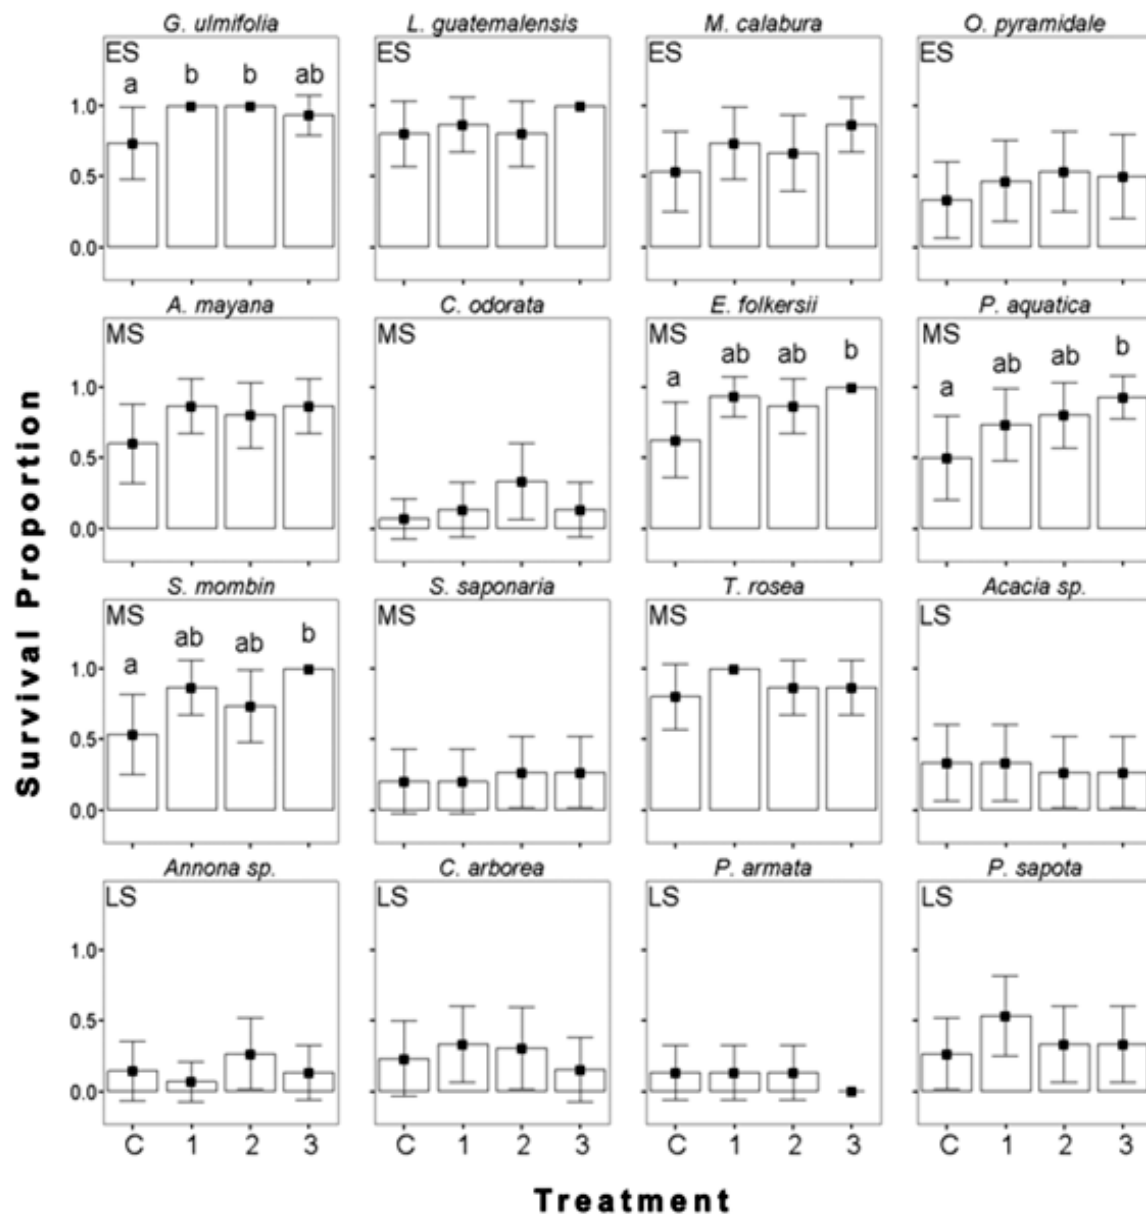 G. ulmifolia L. guatemalensis M. calabura O. pyramidale
ES ES ES ES
a b b ab
1.0
0.5
0.0
A. mayana C. odorata E. folkersii P. aquatica
MS MS MS MS
a ab ab b a ab ab b
1.0
0.5
0.0
S. mombin S. saponaria T. rosea Acacia sp.
MS MS MS LS
a ab ab b
1.0
0.5
0.0
Annona sp. C. arborea P. armata P. sapota
LS LS LS LS
1.0
0.5
0.0
C 1 2 3 C 1 2 3 C 1 2 3 C 1 2 3
Treatment
Survival Proportion